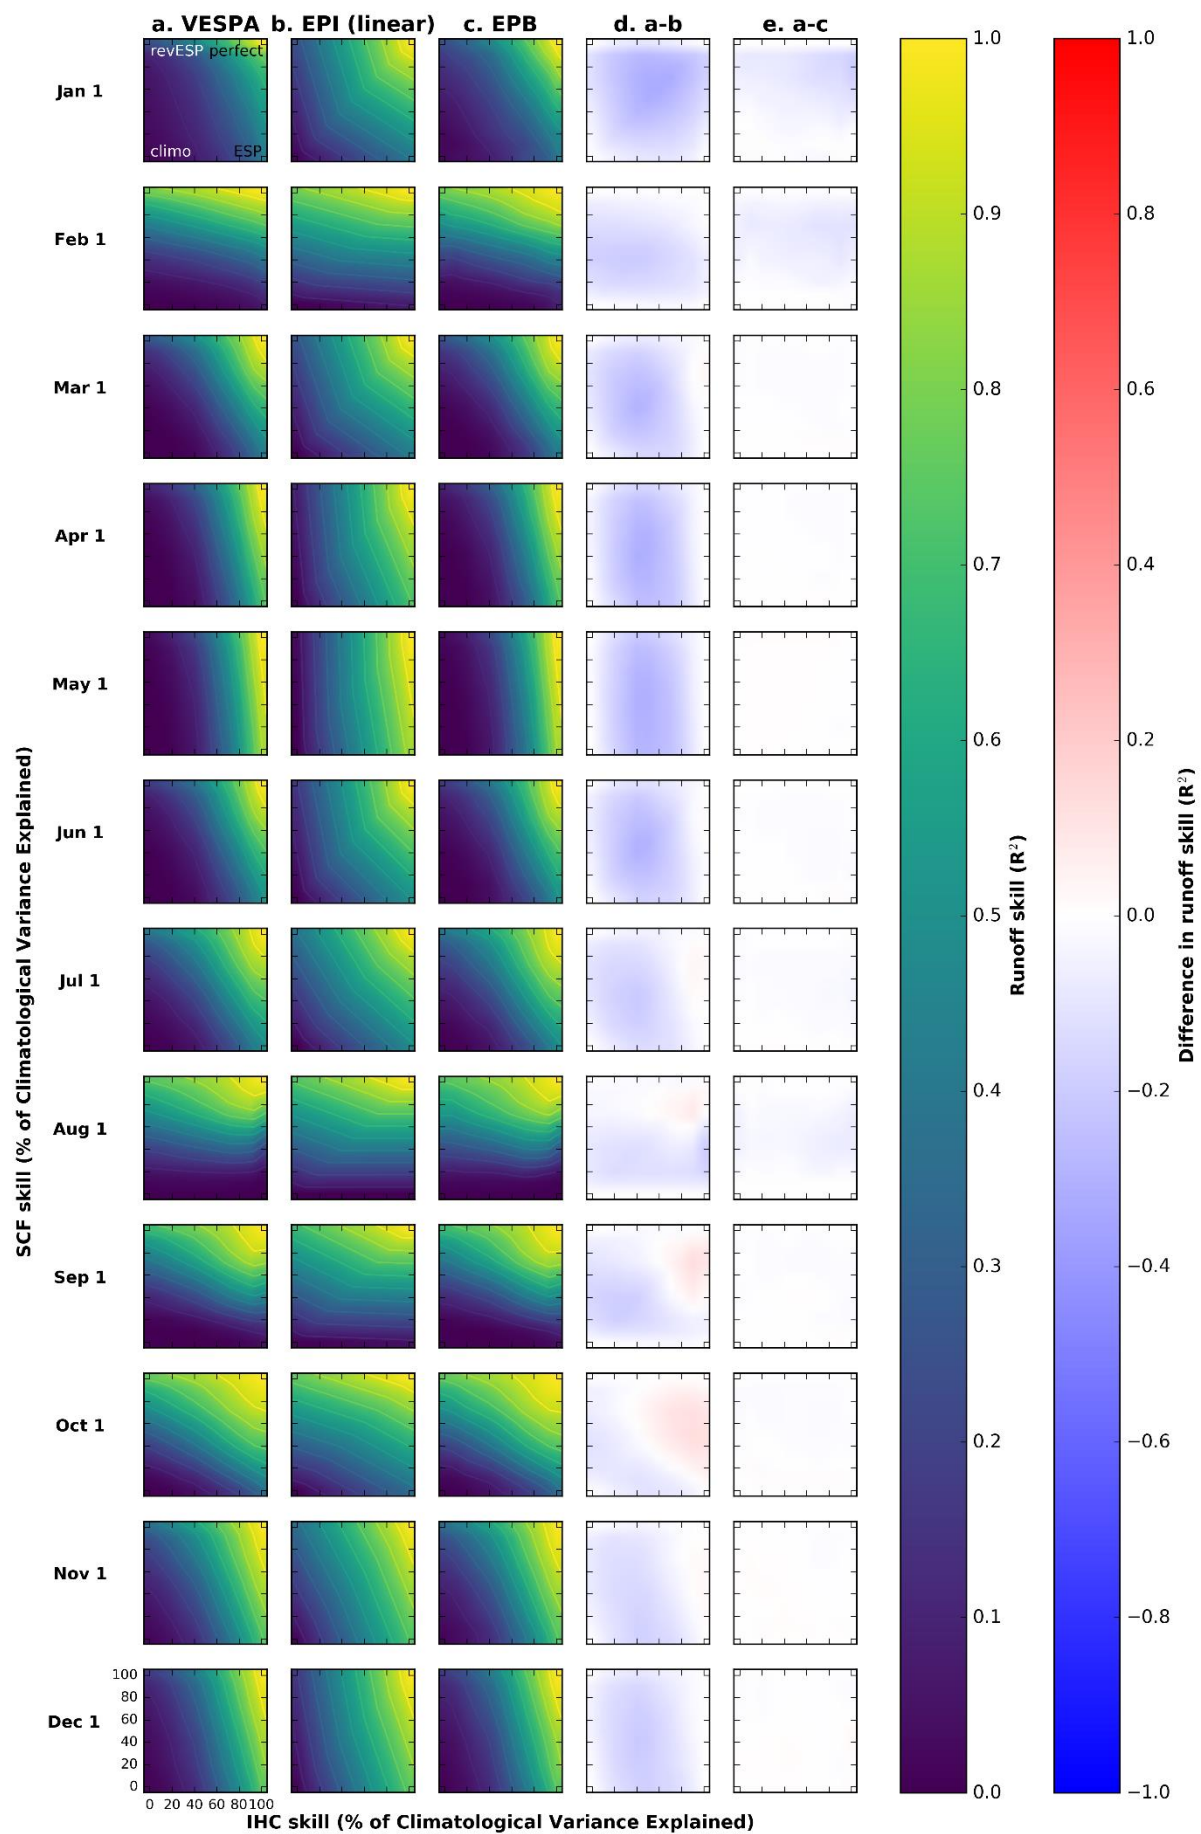 a. VESPA b. EPI (linear) c. EPB d. a-b e. a-c
revESP perfect
climo ESP
Jan 1
Feb 1
Mar 1
Apr 1
May 1
Jun 1
Jul 1
Aug 1
Sep 1
Oct 1
Nov 1
Dec 1
SCF skill (% of Climatological Variance Explained)
100
80
60
40
20
0
0 20 40 60 80 100
IHC skill (% of Climatological Variance Explained)
1.0
0.9
0.8
0.7
0.6
0.5
0.4
0.3
0.2
0.1
0.0
Runoff skill (R²)
1.0
0.8
0.6
0.4
0.2
0.0
−0.2
−0.4
−0.6
−0.8
−1.0
Difference in runoff skill (R²)